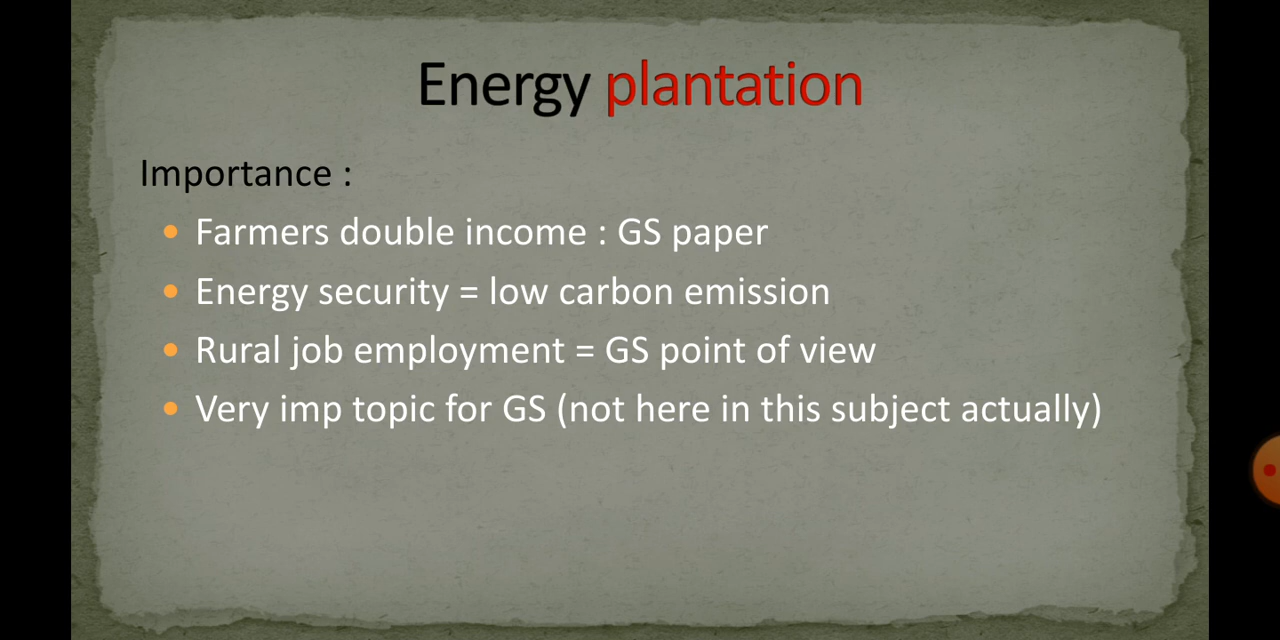 Energy plantation
Importance :
• Farmers double income : GS paper
• Energy security = low carbon emission
• Rural job employment = GS point of view
• Very imp topic for GS (not here in this subject actually)